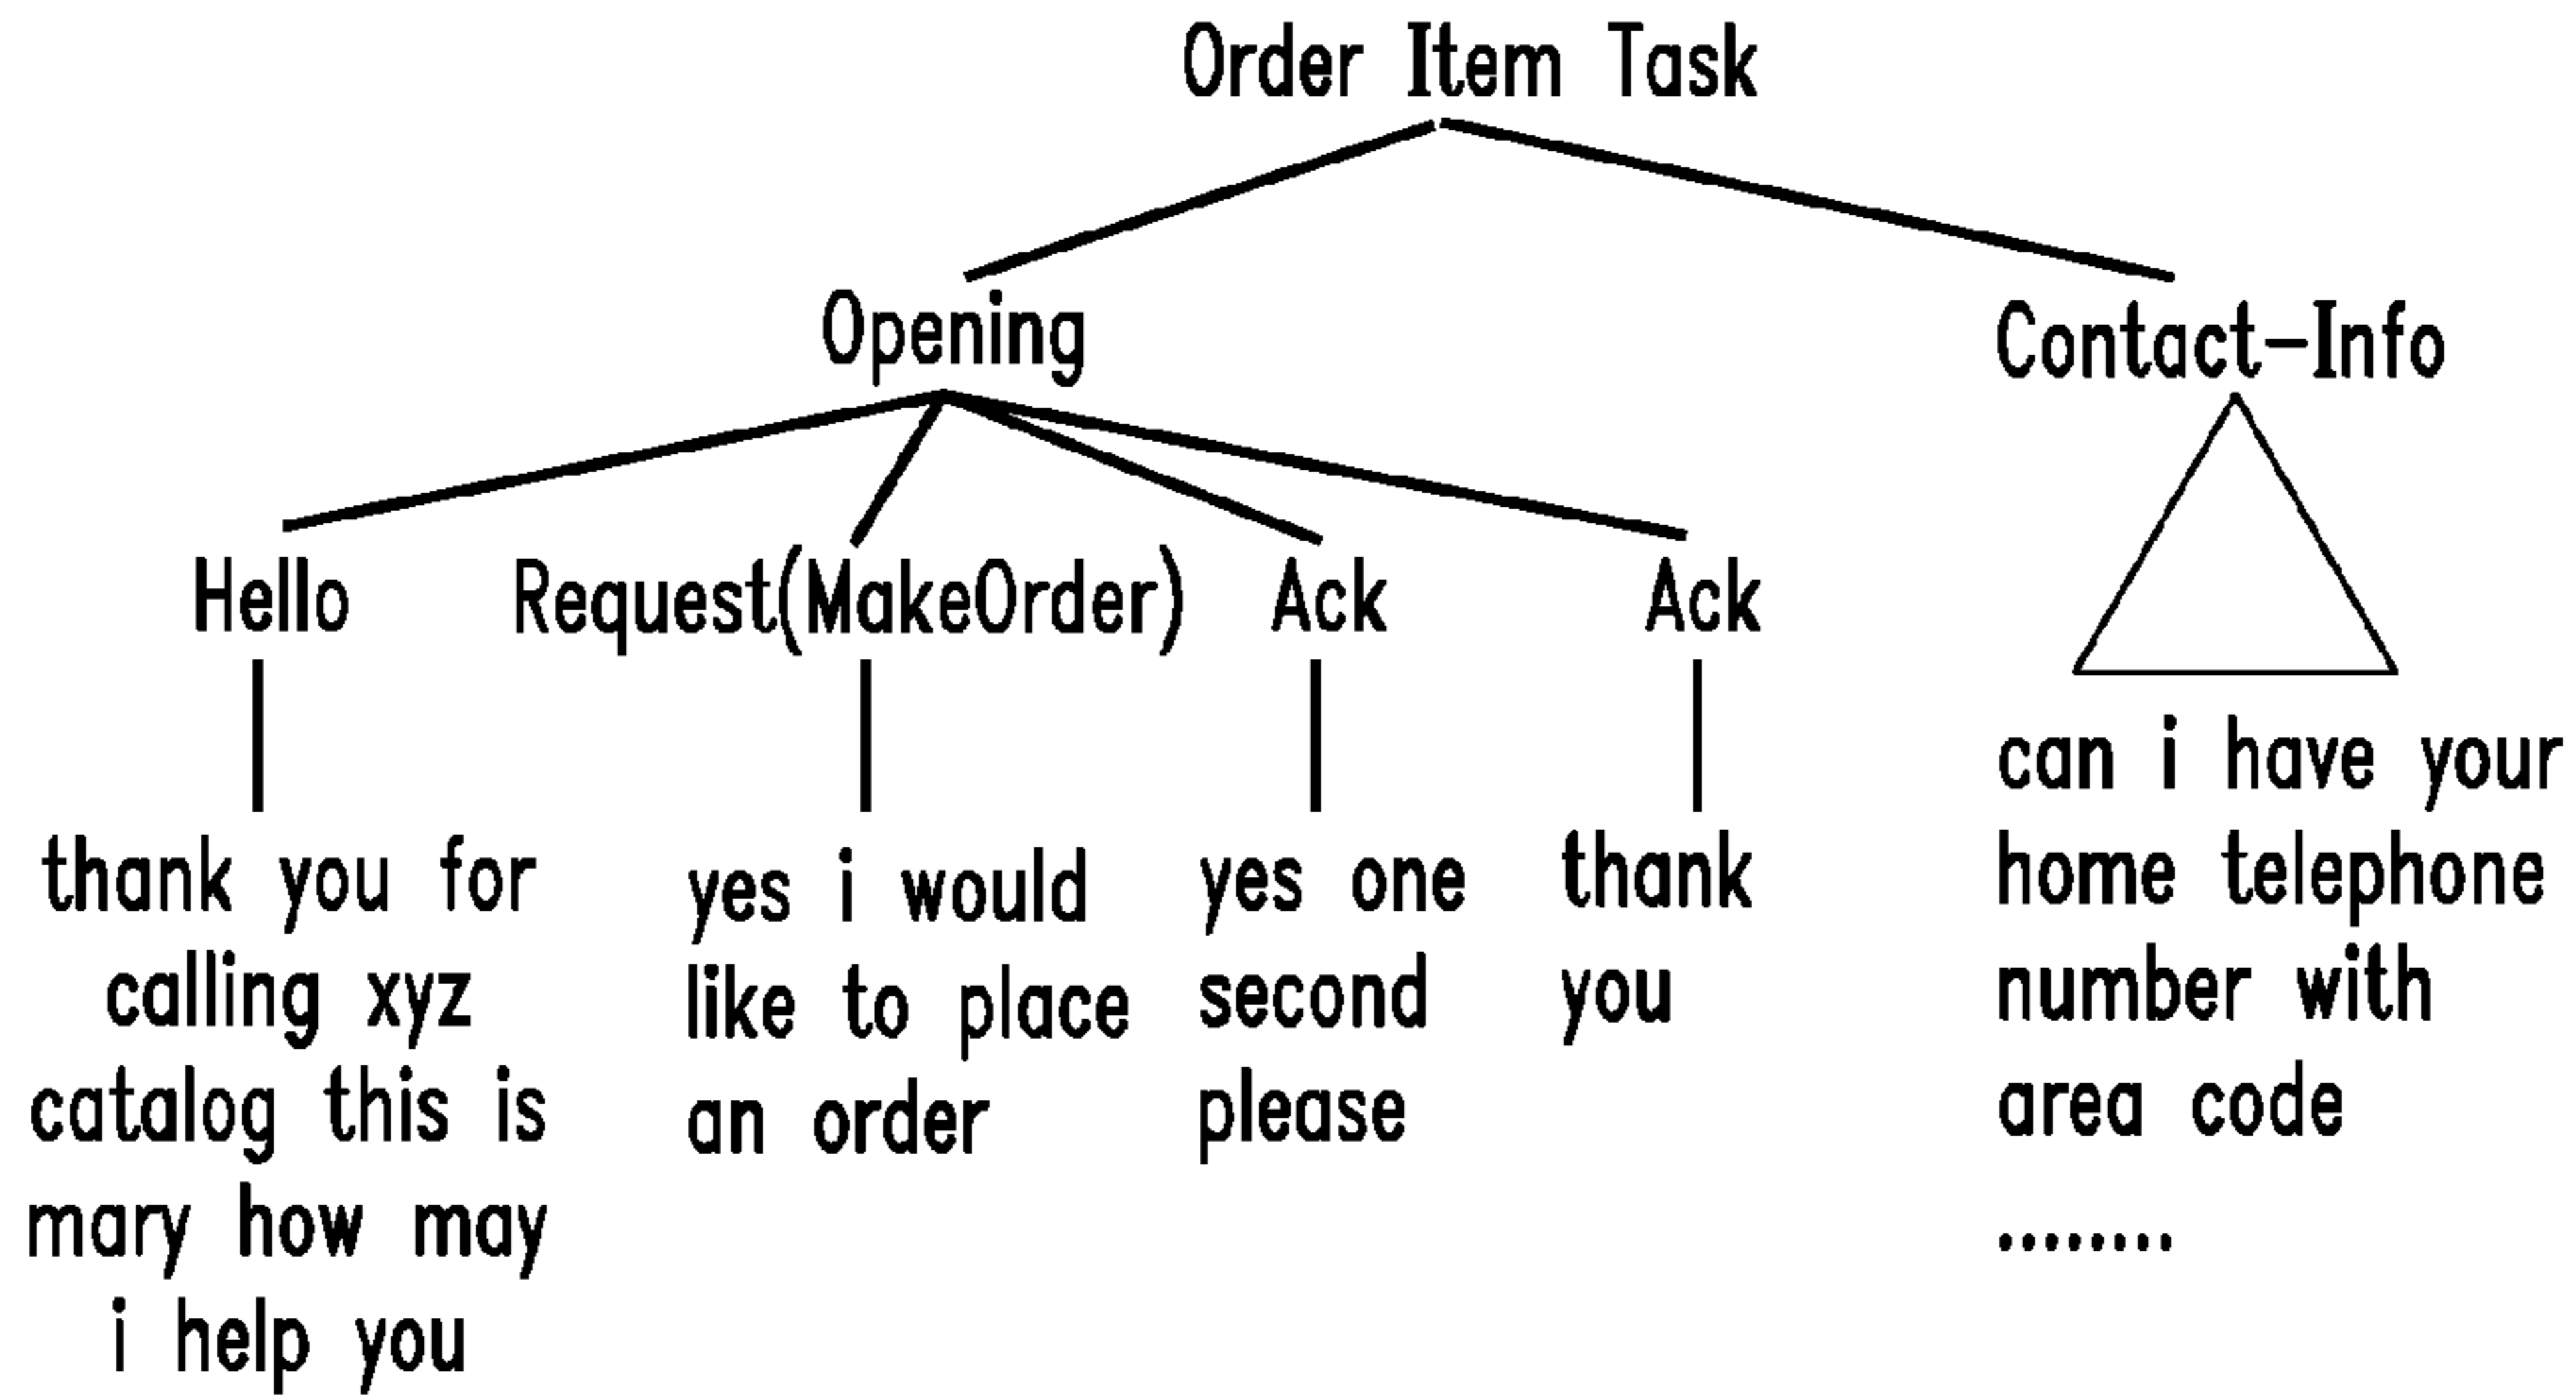 Order Item Task
Opening
Contact-Info
Hello
Request(MakeOrder)
Ack
Ack
thank you for
calling xyz
catalog this is
mary how may
i help you
yes i would
like to place
an order
yes one
second
please
thank
you
can i have your
home telephone
number with
area code
........